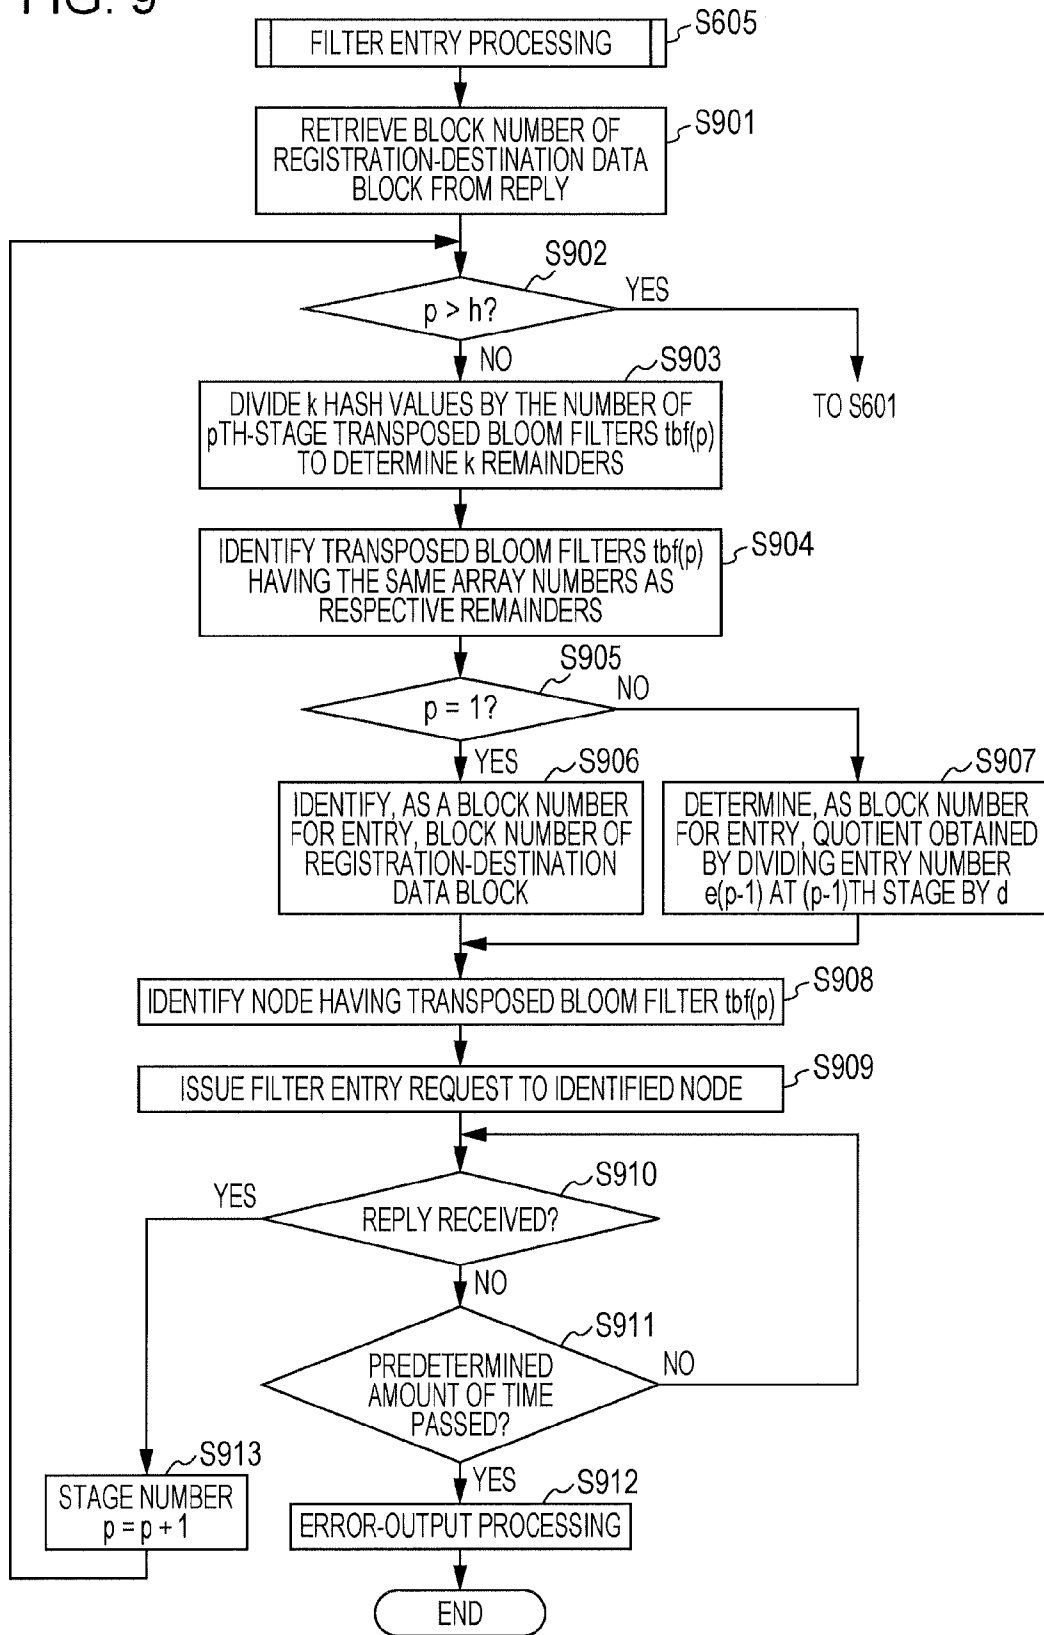 FIG. 9
FILTER ENTRY PROCESSING
S605
RETRIEVE BLOCK NUMBER OF
REGISTRATION-DESTINATION DATA
BLOCK FROM REPLY
S901
S902
p > h?
YES
NO
TO S601
S903
DIVIDE k HASH VALUES BY THE NUMBER OF
pTH-STAGE TRANSPOSED BLOOM FILTERS tbf(p)
TO DETERMINE k REMAINDERS
IDENTIFY TRANSPOSED BLOOM FILTERS tbf(p)
HAVING THE SAME ARRAY NUMBERS AS
RESPECTIVE REMAINDERS
S904
S905
p = 1?
NO
YES
S906
IDENTIFY, AS A BLOCK NUMBER
FOR ENTRY, BLOCK NUMBER OF
REGISTRATION-DESTINATION
DATA BLOCK
S907
DETERMINE, AS BLOCK NUMBER
FOR ENTRY, QUOTIENT OBTAINED
BY DIVIDING ENTRY NUMBER
e(p-1) AT (p-1)TH STAGE BY d
IDENTIFY NODE HAVING TRANSPOSED BLOOM FILTER tbf(p)
S908
ISSUE FILTER ENTRY REQUEST TO IDENTIFIED NODE
S909
S910
REPLY RECEIVED?
YES
NO
S911
PREDETERMINED
AMOUNT OF TIME
PASSED?
NO
YES
S912
ERROR-OUTPUT PROCESSING
S913
STAGE NUMBER
p = p + 1
END